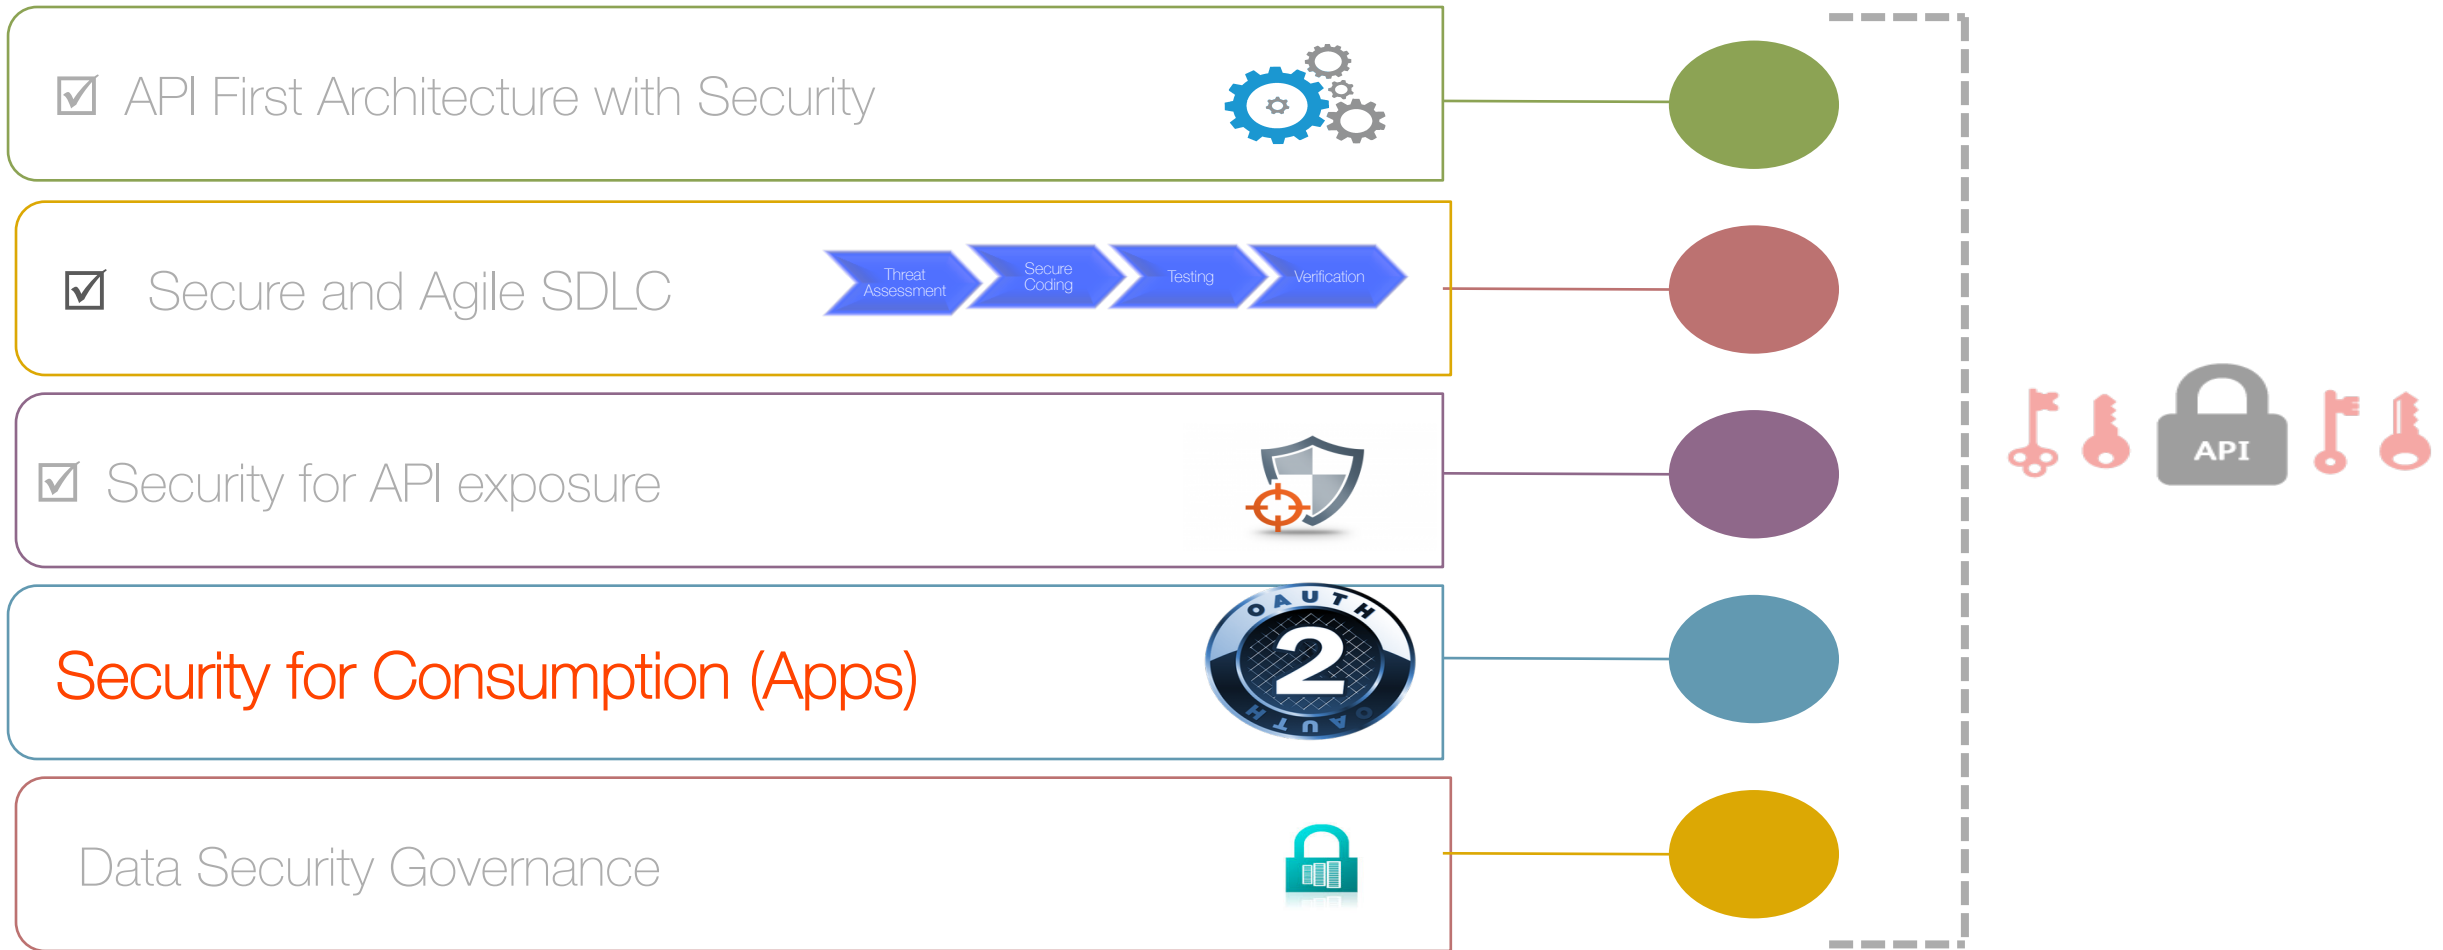 API First Architecture with Security
Secure and Agile SDLC
Threat
Assessment
Secure
Coding
Testing
Verification
Security for API exposure
API
Security for Consumption (Apps)
OAUTH
2
OAUTH
Data Security Governance